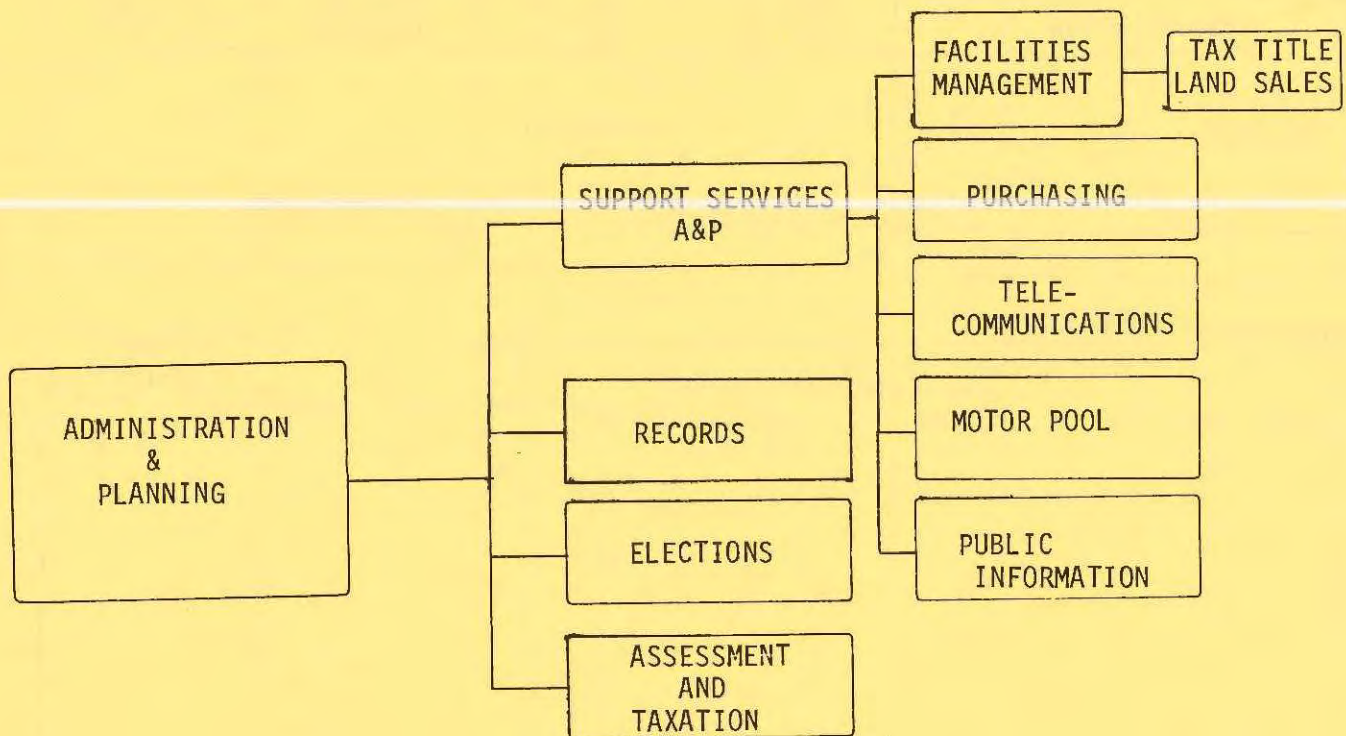 ADMINISTRATION
&
PLANNING
SUPPORT SERVICES
A&P
RECORDS
ELECTIONS
ASSESSMENT
AND
TAXATION
FACILITIES
MANAGEMENT
TAX TITLE
LAND SALES
PURCHASING
TELE-
COMMUNICATIONS
MOTOR POOL
PUBLIC
INFORMATION